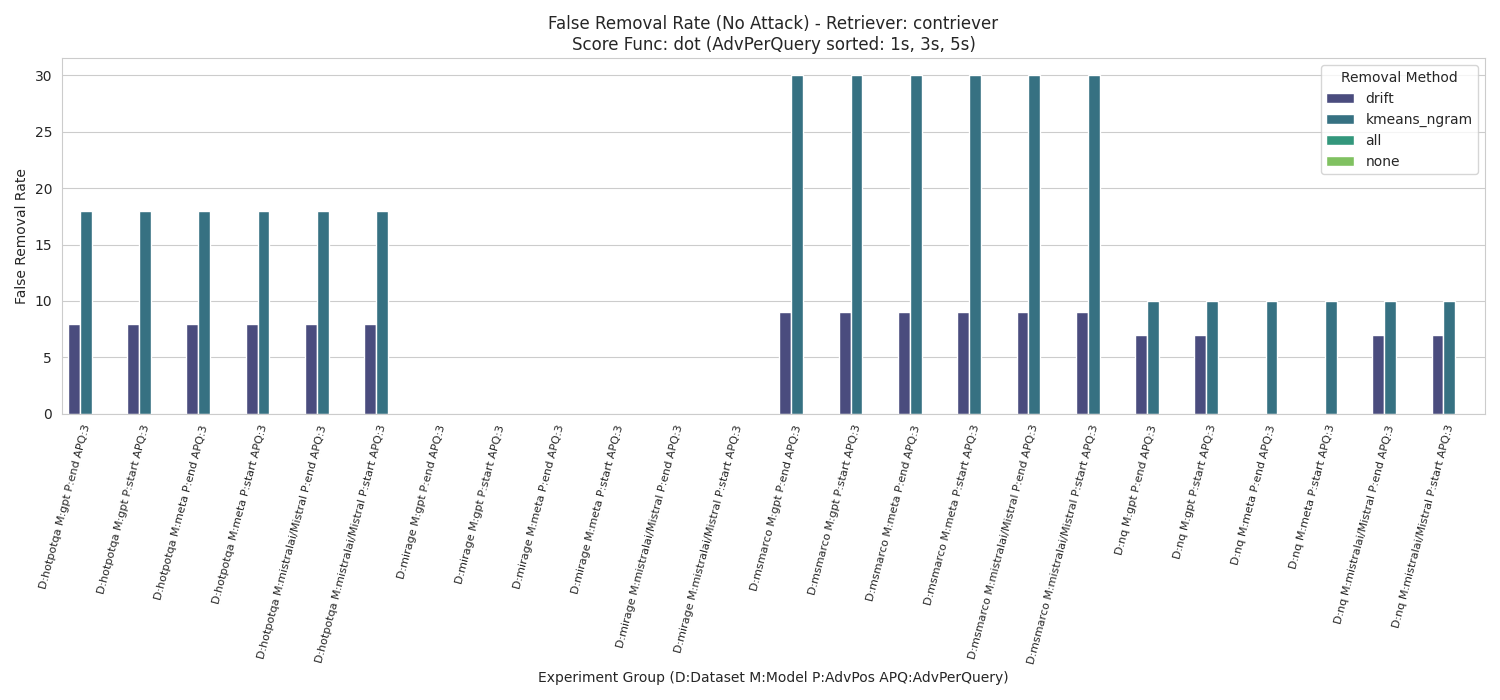 False Removal Rate (No Attack) - Retriever: contriever
Score Func: dot (AdvPerQuery sorted: 1s, 3s, 5s)
Removal Method
drift
kmeans_ngram
all
none
False Removal Rate
30
25
20
15
10
5
0
D:hotpotqa M:gpt P:end APQ:3
D:hotpotqa M:gpt P:start APQ:3
D:hotpotqa M:meta P:end APQ:3
D:hotpotqa M:meta P:start APQ:3
D:hotpotqa M:mistralai/Mistral P:end APQ:3
D:hotpotqa M:mistralai/Mistral P:start APQ:3
D:mirage M:gpt P:end APQ:3
D:mirage M:gpt P:start APQ:3
D:mirage M:meta P:end APQ:3
D:mirage M:meta P:start APQ:3
D:mirage M:mistralai/Mistral P:end APQ:3
D:mirage M:mistralai/Mistral P:start APQ:3
D:msmarco M:gpt P:end APQ:3
D:msmarco M:gpt P:start APQ:3
D:msmarco M:meta P:end APQ:3
D:msmarco M:meta P:start APQ:3
D:msmarco M:mistralai/Mistral P:end APQ:3
D:msmarco M:mistralai/Mistral P:start APQ:3
D:nq M:gpt P:end APQ:3
D:nq M:gpt P:start APQ:3
D:nq M:meta P:end APQ:3
D:nq M:meta P:start APQ:3
D:nq M:mistralai/Mistral P:end APQ:3
D:nq M:mistralai/Mistral P:start APQ:3
Experiment Group (D:Dataset M:Model P:AdvPos APQ:AdvPerQuery)